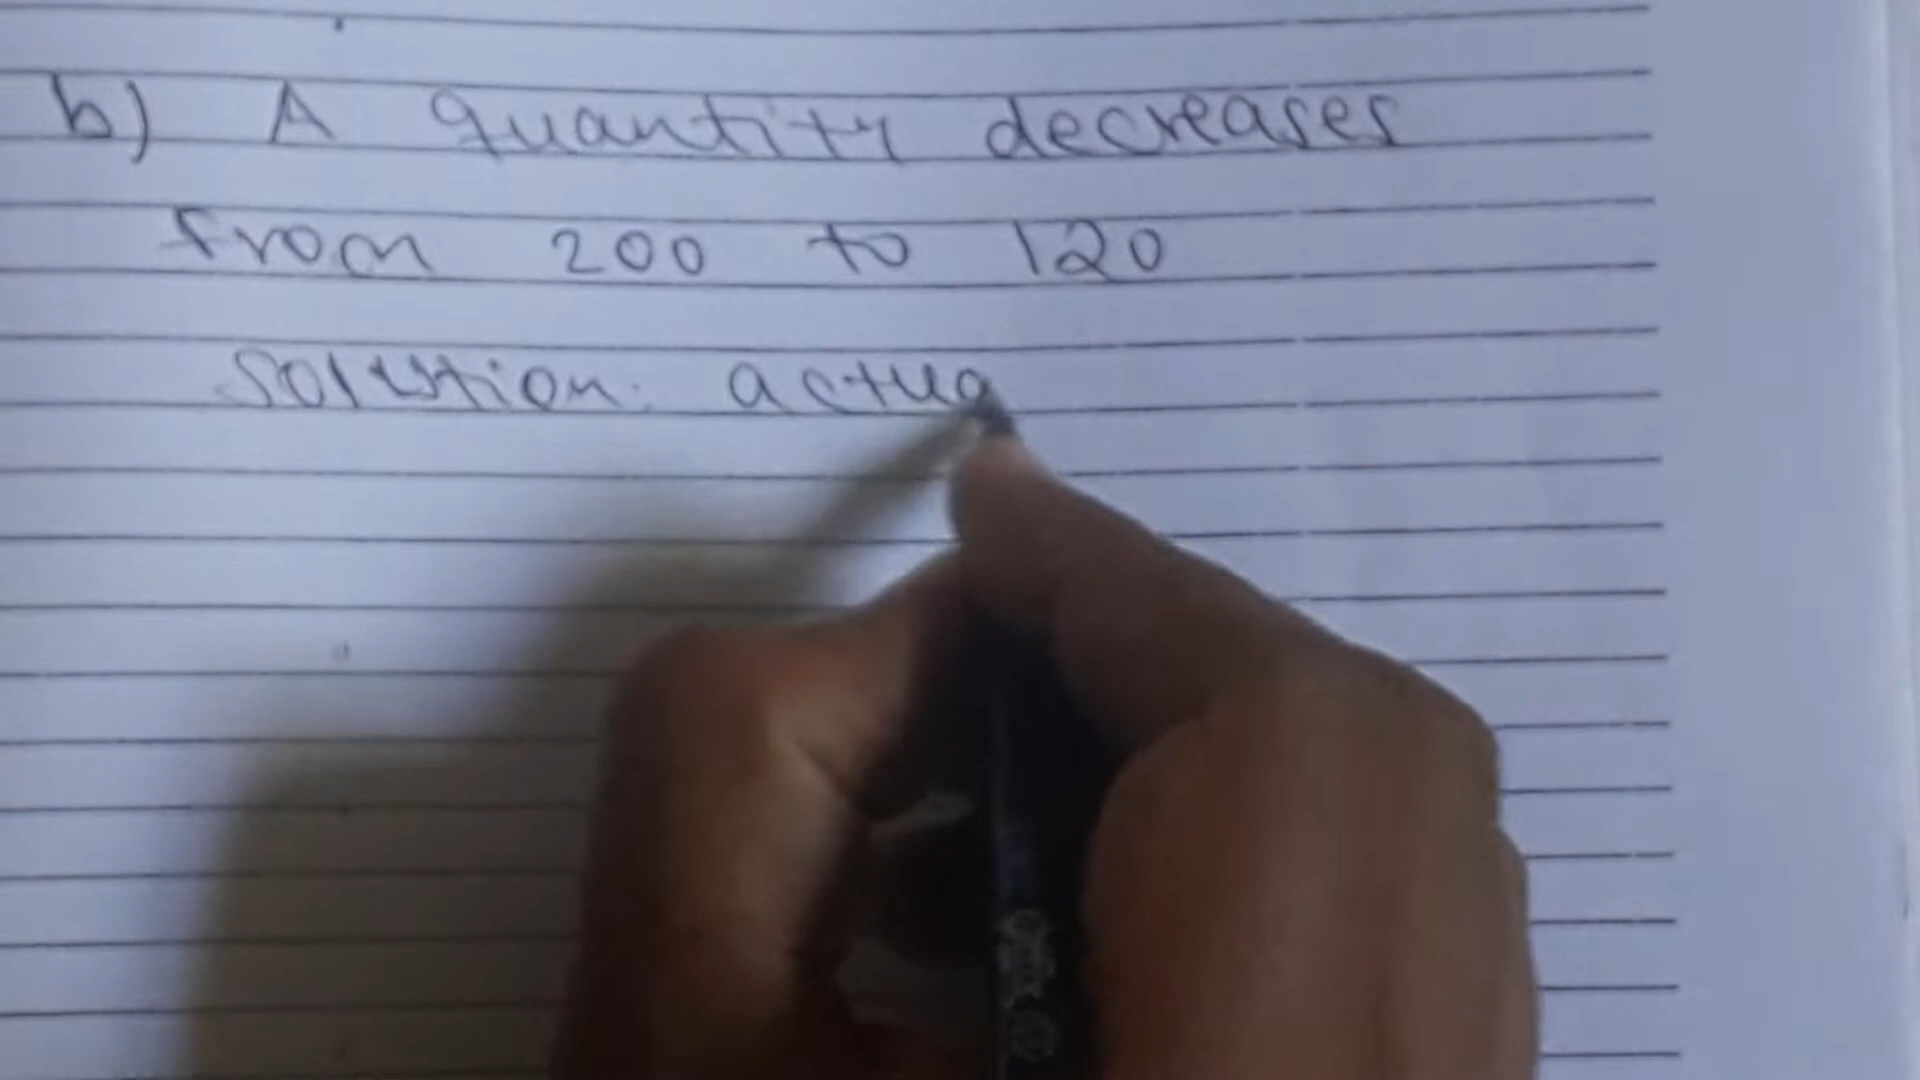 b) A quantity decreases
from 200 to 120
Solution: actua